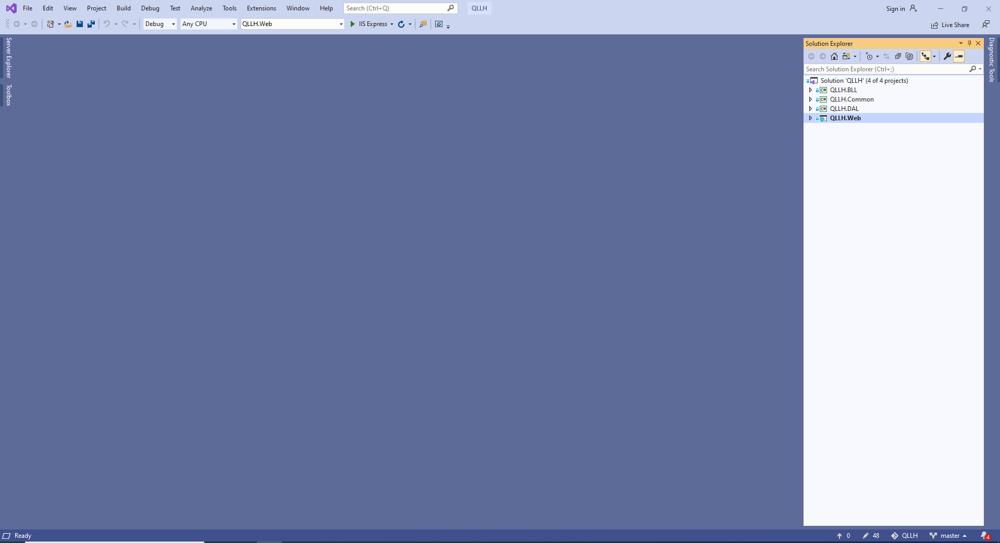 File Edit View Project Build Debug Test Analyze Tools Extensions Window Help Search (Ctrl+Q) QLLH Sign in
Debug Any CPU QLLH.Web IIS Express Live Share
Server Explorer
Toolbox
Solution Explorer
Search Solution Explorer (Ctrl+;)
Solution 'QLLH' (4 of 4 projects)
C# QLLH.BLL
C# QLLH.Common
C# QLLH.DAL
QLLH.Web
Diagnostic Tools
Ready 0 48 QLLH master 4